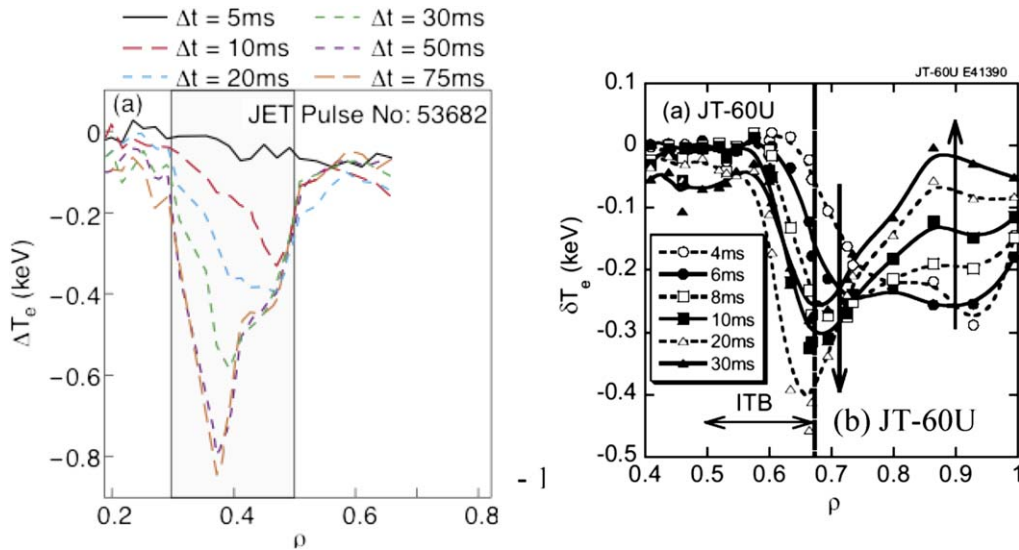 Δt = 5ms
Δt = 10ms
Δt = 20ms
Δt = 30ms
Δt = 50ms
Δt = 75ms
(a)
JET Pulse No: 53682
0
−0.2
−0.4
−0.6
−0.8
ΔTe (keV)
0.2
0.4
0.6
0.8
ρ
- ]
JT-60U E41390
(a) JT-60U
0.1
0
-0.1
-0.2
-0.3
-0.4
-0.5
δTe (keV)
4ms
6ms
8ms
10ms
20ms
30ms
ITB
(b) JT-60U
0.4
0.5
0.6
0.7
0.8
0.9
1
ρ